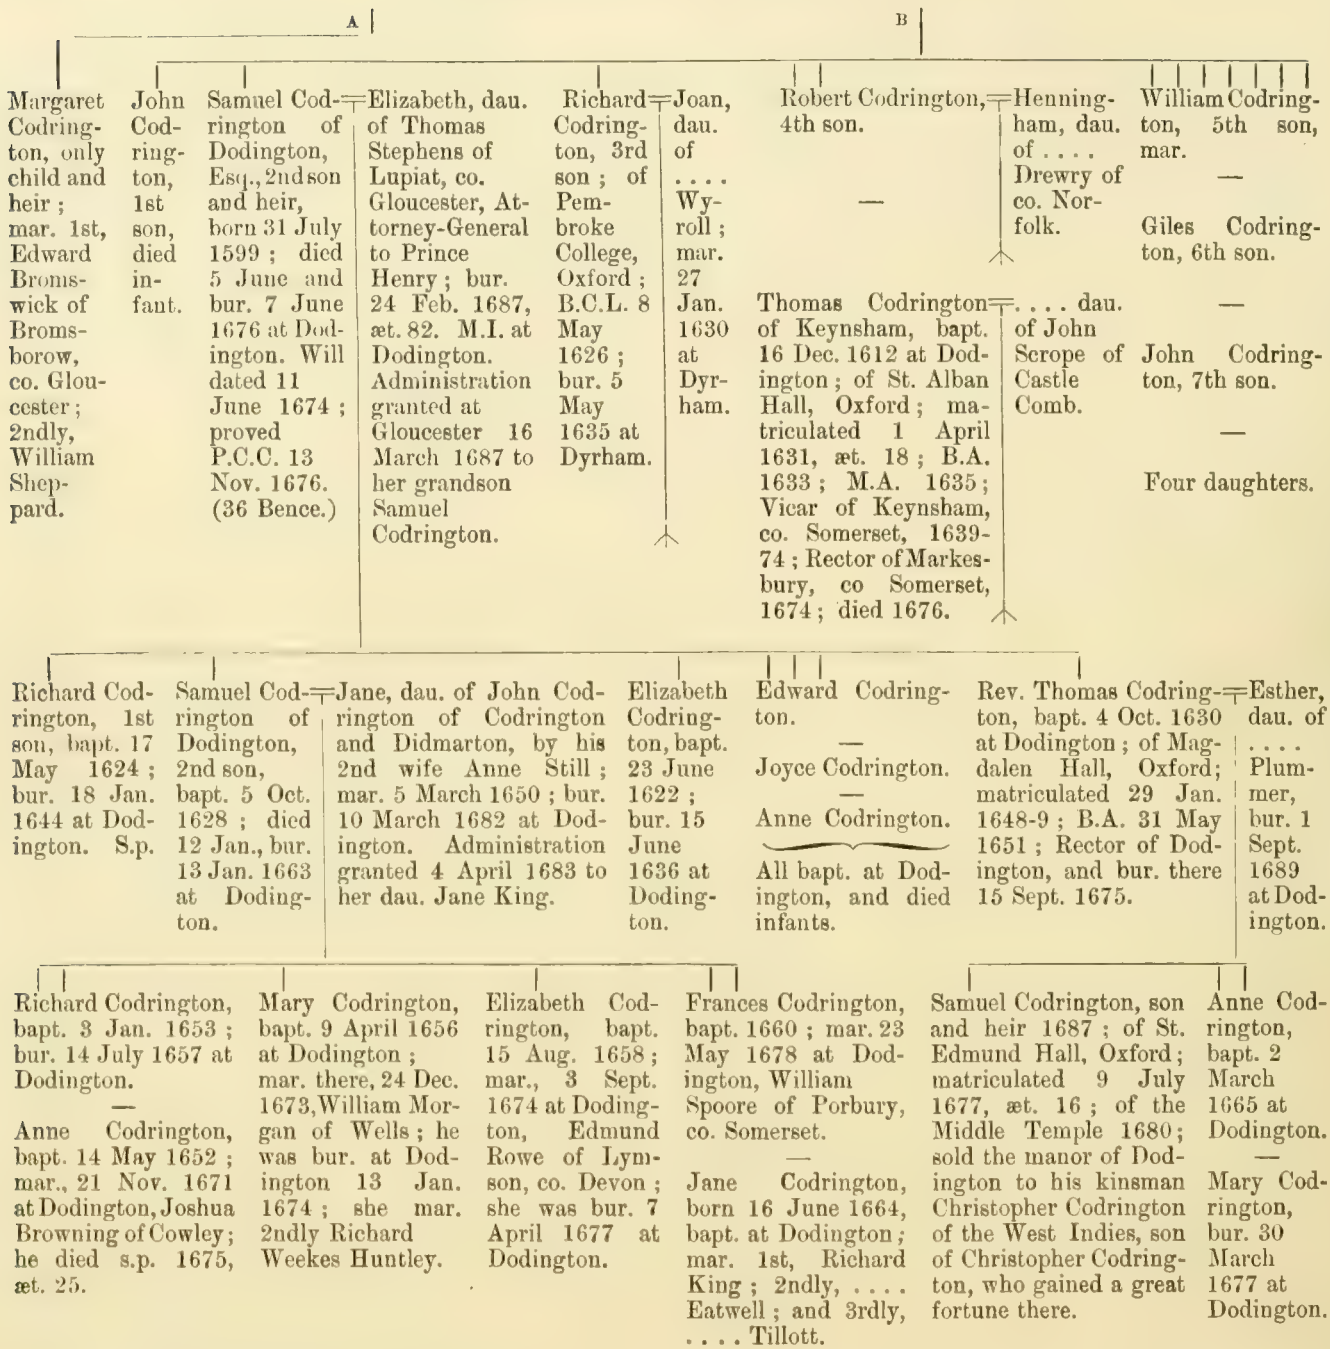 A
B
Margaret
Codring-
ton, only
child and
heir ;
mar. 1st,
Edward
Broms-
wick of
Broms-
borow,
co. Glou-
cester ;
2ndly,
William
Shep-
pard.
John
Cod-
ring-
ton,
1st
son,
died
in-
fant.
Samuel Cod-
rington of
Dodington,
Esq., 2nd son
and heir,
born 31 July
1599 ; died
5 June and
bur. 7 June
1676 at Dod-
ington. Will
dated 11
June 1674 ;
proved
P.C.C. 13
Nov. 1676.
(36 Bence.)
Elizabeth, dau.
of Thomas
Stephens of
Lupiat, co.
Gloucester, At-
torney-General
to Prince
Henry ; bur.
24 Feb. 1687,
æt. 82. M.I. at
Dodington.
Administration
granted at
Gloucester 16
March 1687 to
her grandson
Samuel
Codrington.
Richard
Codring-
ton, 3rd
son ; of
Pem-
broke
College,
Oxford ;
B.C.L. 8
May
1626 ;
bur. 5
May
1635 at
Dyrham.
Joan,
dau.
of
. . . .
Wy-
roll ;
mar.
27
Jan.
1630
at
Dyr-
ham.
Robert Codrington,
4th son.
—
Henning-
ham, dau.
of . . . .
Drewry of
co. Nor-
folk.
Thomas Codrington
of Keynsham, bapt.
16 Dec. 1612 at Dod-
ington ; of St. Alban
Hall, Oxford ; ma-
triculated 1 April
1631, æt. 18 ; B.A.
1633 ; M.A. 1635 ;
Vicar of Keynsham,
co. Somerset, 1639-
74 ; Rector of Markes-
bury, co Somerset,
1674 ; died 1676.
. . . . dau.
of John
Scrope of
Castle
Comb.
William Codring-
ton, 5th son,
mar.
—
Giles Codring-
ton, 6th son.
—
John Codring-
ton, 7th son.
—
Four daughters.
Richard Cod-
rington, 1st
son, bapt. 17
May 1624 ;
bur. 18 Jan.
1644 at Dod-
ington. S.p.
Samuel Cod-
rington of
Dodington,
2nd son,
bapt. 5 Oct.
1628 ; died
12 Jan., bur.
13 Jan. 1663
at Doding-
ton.
Jane, dau. of John Cod-
rington of Codrington
and Didmarton, by his
2nd wife Anne Still ;
mar. 5 March 1650 ; bur.
10 March 1682 at Dod-
ington. Administration
granted 4 April 1683 to
her dau. Jane King.
Elizabeth
Codring-
ton, bapt.
23 June
1622 ;
bur. 15
June
1636 at
Doding-
ton.
Edward Codring-
ton.
—
Joyce Codrington.
—
Anne Codrington.
All bapt. at Dod-
ington, and died
infants.
Rev. Thomas Codring-
ton, bapt. 4 Oct. 1630
at Dodington ; of Mag-
dalen Hall, Oxford;
matriculated 29 Jan.
1648-9 ; B.A. 31 May
1651 ; Rector of Dod-
ington, and bur. there
15 Sept. 1675.
Esther,
dau. of
. . . .
Plum-
mer,
bur. 1
Sept.
1689
at Dod-
ington.
Richard Codrington,
bapt. 3 Jan. 1653 ;
bur. 14 July 1657 at
Dodington.
—
Anne Codrington,
bapt. 14 May 1652 ;
mar., 21 Nov. 1671
at Dodington, Joshua
Browning of Cowley;
he died s.p. 1675,
æt. 25.
Mary Codrington,
bapt. 9 April 1656
at Dodington ;
mar. there, 24 Dec.
1673, William Mor-
gan of Wells ; he
was bur. at Dod-
ington 13 Jan.
1674 ; she mar.
2ndly Richard
Weekes Huntley.
Elizabeth Cod-
rington, bapt.
15 Aug. 1658 ;
mar., 3 Sept.
1674 at Doding-
ton, Edmund
Rowe of Lym-
son, co. Devon ;
she was bur. 7
April 1677 at
Dodington.
Frances Codrington,
bapt. 1660 ; mar. 23
May 1678 at Dod-
ington, William
Spoore of Porbury,
co. Somerset.
—
Jane Codrington,
born 16 June 1664,
bapt. at Dodington ;
mar. 1st, Richard
King ; 2ndly, . . . .
Eatwell ; and 3rdly,
. . . . Tillott.
Samuel Codrington, son
and heir 1687 ; of St.
Edmund Hall, Oxford ;
matriculated 9 July
1677, æt. 16 ; of the
Middle Temple 1680 ;
sold the manor of Dod-
ington to his kinsman
Christopher Codrington
of the West Indies, son
of Christopher Codring-
ton, who gained a great
fortune there.
Anne Cod-
rington,
bapt. 2
March
1665 at
Dodington.
—
Mary Cod-
rington,
bur. 30
March
1677 at
Dodington.